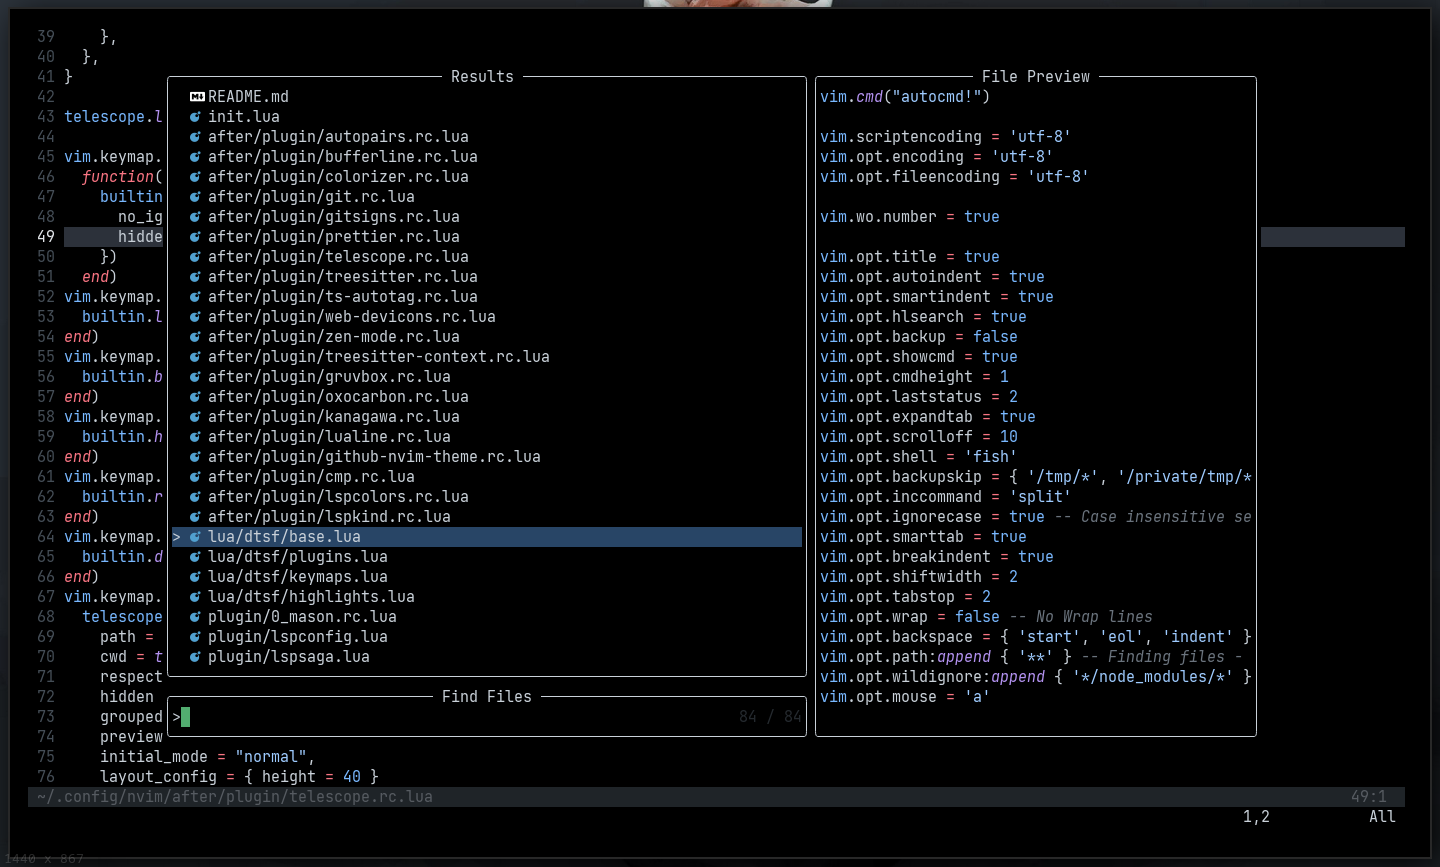 39     },
40   },
41 }
42
43 telescope.l
44
45 vim.keymap.
46   function(
47     builtin
48       no_ig
49       hidde
50     })
51   end)
52 vim.keymap.
53   builtin.l
54 end)
55 vim.keymap.
56   builtin.b
57 end)
58 vim.keymap.
59   builtin.h
60 end)
61 vim.keymap.
62   builtin.r
63 end)
64 vim.keymap.
65   builtin.d
66 end)
67 vim.keymap.
68   telescope
69     path =
70     cwd = t
71     respect
72     hidden
73     grouped
74     preview
75     initial_mode = "normal",
76     layout_config = { height = 40 }
Results
README.md
init.lua
after/plugin/autopairs.rc.lua
after/plugin/bufferline.rc.lua
after/plugin/colorizer.rc.lua
after/plugin/git.rc.lua
after/plugin/gitsigns.rc.lua
after/plugin/prettier.rc.lua
after/plugin/telescope.rc.lua
after/plugin/treesitter.rc.lua
after/plugin/ts-autotag.rc.lua
after/plugin/web-devicons.rc.lua
after/plugin/zen-mode.rc.lua
after/plugin/treesitter-context.rc.lua
after/plugin/gruvbox.rc.lua
after/plugin/oxocarbon.rc.lua
after/plugin/kanagawa.rc.lua
after/plugin/lualine.rc.lua
after/plugin/github-nvim-theme.rc.lua
after/plugin/cmp.rc.lua
after/plugin/lspcolors.rc.lua
after/plugin/lspkind.rc.lua
> lua/dtsf/base.lua
lua/dtsf/plugins.lua
lua/dtsf/keymaps.lua
lua/dtsf/highlights.lua
plugin/0_mason.rc.lua
plugin/lspconfig.lua
plugin/lspsaga.lua
Find Files
> 84 / 84
File Preview
vim.cmd("autocmd!")
vim.scriptencoding = 'utf-8'
vim.opt.encoding = 'utf-8'
vim.opt.fileencoding = 'utf-8'
vim.wo.number = true
vim.opt.title = true
vim.opt.autoindent = true
vim.opt.smartindent = true
vim.opt.hlsearch = true
vim.opt.backup = false
vim.opt.showcmd = true
vim.opt.cmdheight = 1
vim.opt.laststatus = 2
vim.opt.expandtab = true
vim.opt.scrolloff = 10
vim.opt.shell = 'fish'
vim.opt.backupskip = { '/tmp/*', '/private/tmp/*
vim.opt.inccommand = 'split'
vim.opt.ignorecase = true -- Case insensitive se
vim.opt.smarttab = true
vim.opt.breakindent = true
vim.opt.shiftwidth = 2
vim.opt.tabstop = 2
vim.opt.wrap = false -- No Wrap lines
vim.opt.backspace = { 'start', 'eol', 'indent' }
vim.opt.path:append { '**' } -- Finding files -
vim.opt.wildignore:append { '*/node_modules/*' }
vim.opt.mouse = 'a'
~/.config/nvim/after/plugin/telescope.rc.lua 49:1
1,2 All
1440 x 867